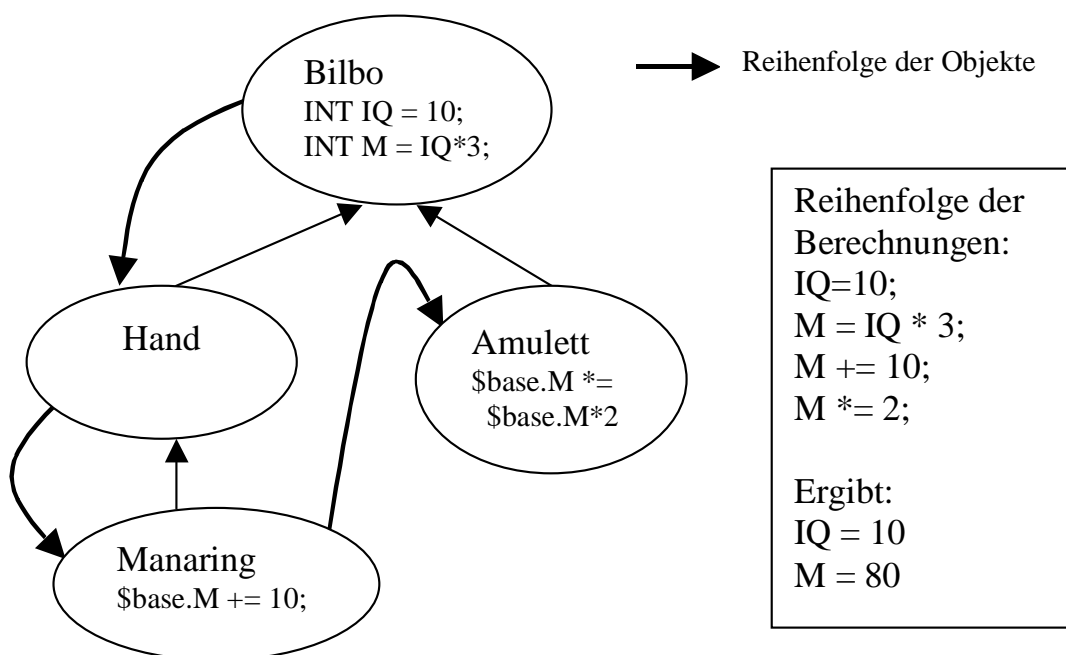 Bilbo
INT IQ = 10;
INT M = IQ*3;
Reihenfolge der Objekte
Hand
Amulett
$base.M *=
$base.M*2
Manaring
$base.M += 10;
Reihenfolge der
Berechnungen:
IQ=10;
M = IQ * 3;
M += 10;
M *= 2;
Ergibt:
IQ = 10
M = 80